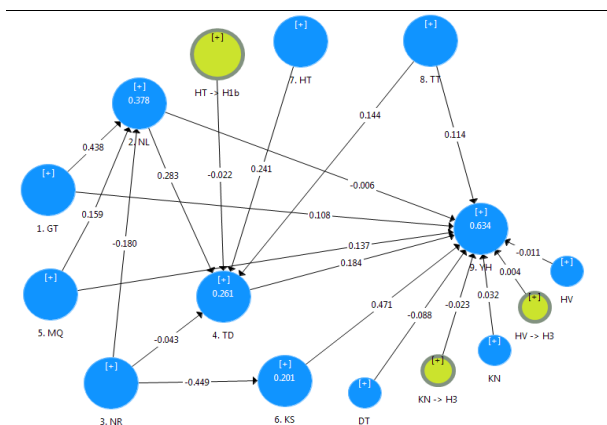 [+]
HT -> H1b
[+]
7. HT
[+]
8. TT
[+]
0.378
2. NL
0.438
0.144
0.114
0.283
0.241
-0.022
-0.006
0.159
[+]
1. GT
-0.180
0.108
[+]
0.634
9. YH
0.137
0.184
-0.011
[+]
HV
0.004
[+]
5. MQ
[+]
0.261
4. TD
0.471
-0.023
0.032
[+]
HV -> H3
-0.088
-0.043
[+]
KN
[+]
3. NR
-0.449
[+]
0.201
6. KS
[+]
DT
[+]
KN -> H3